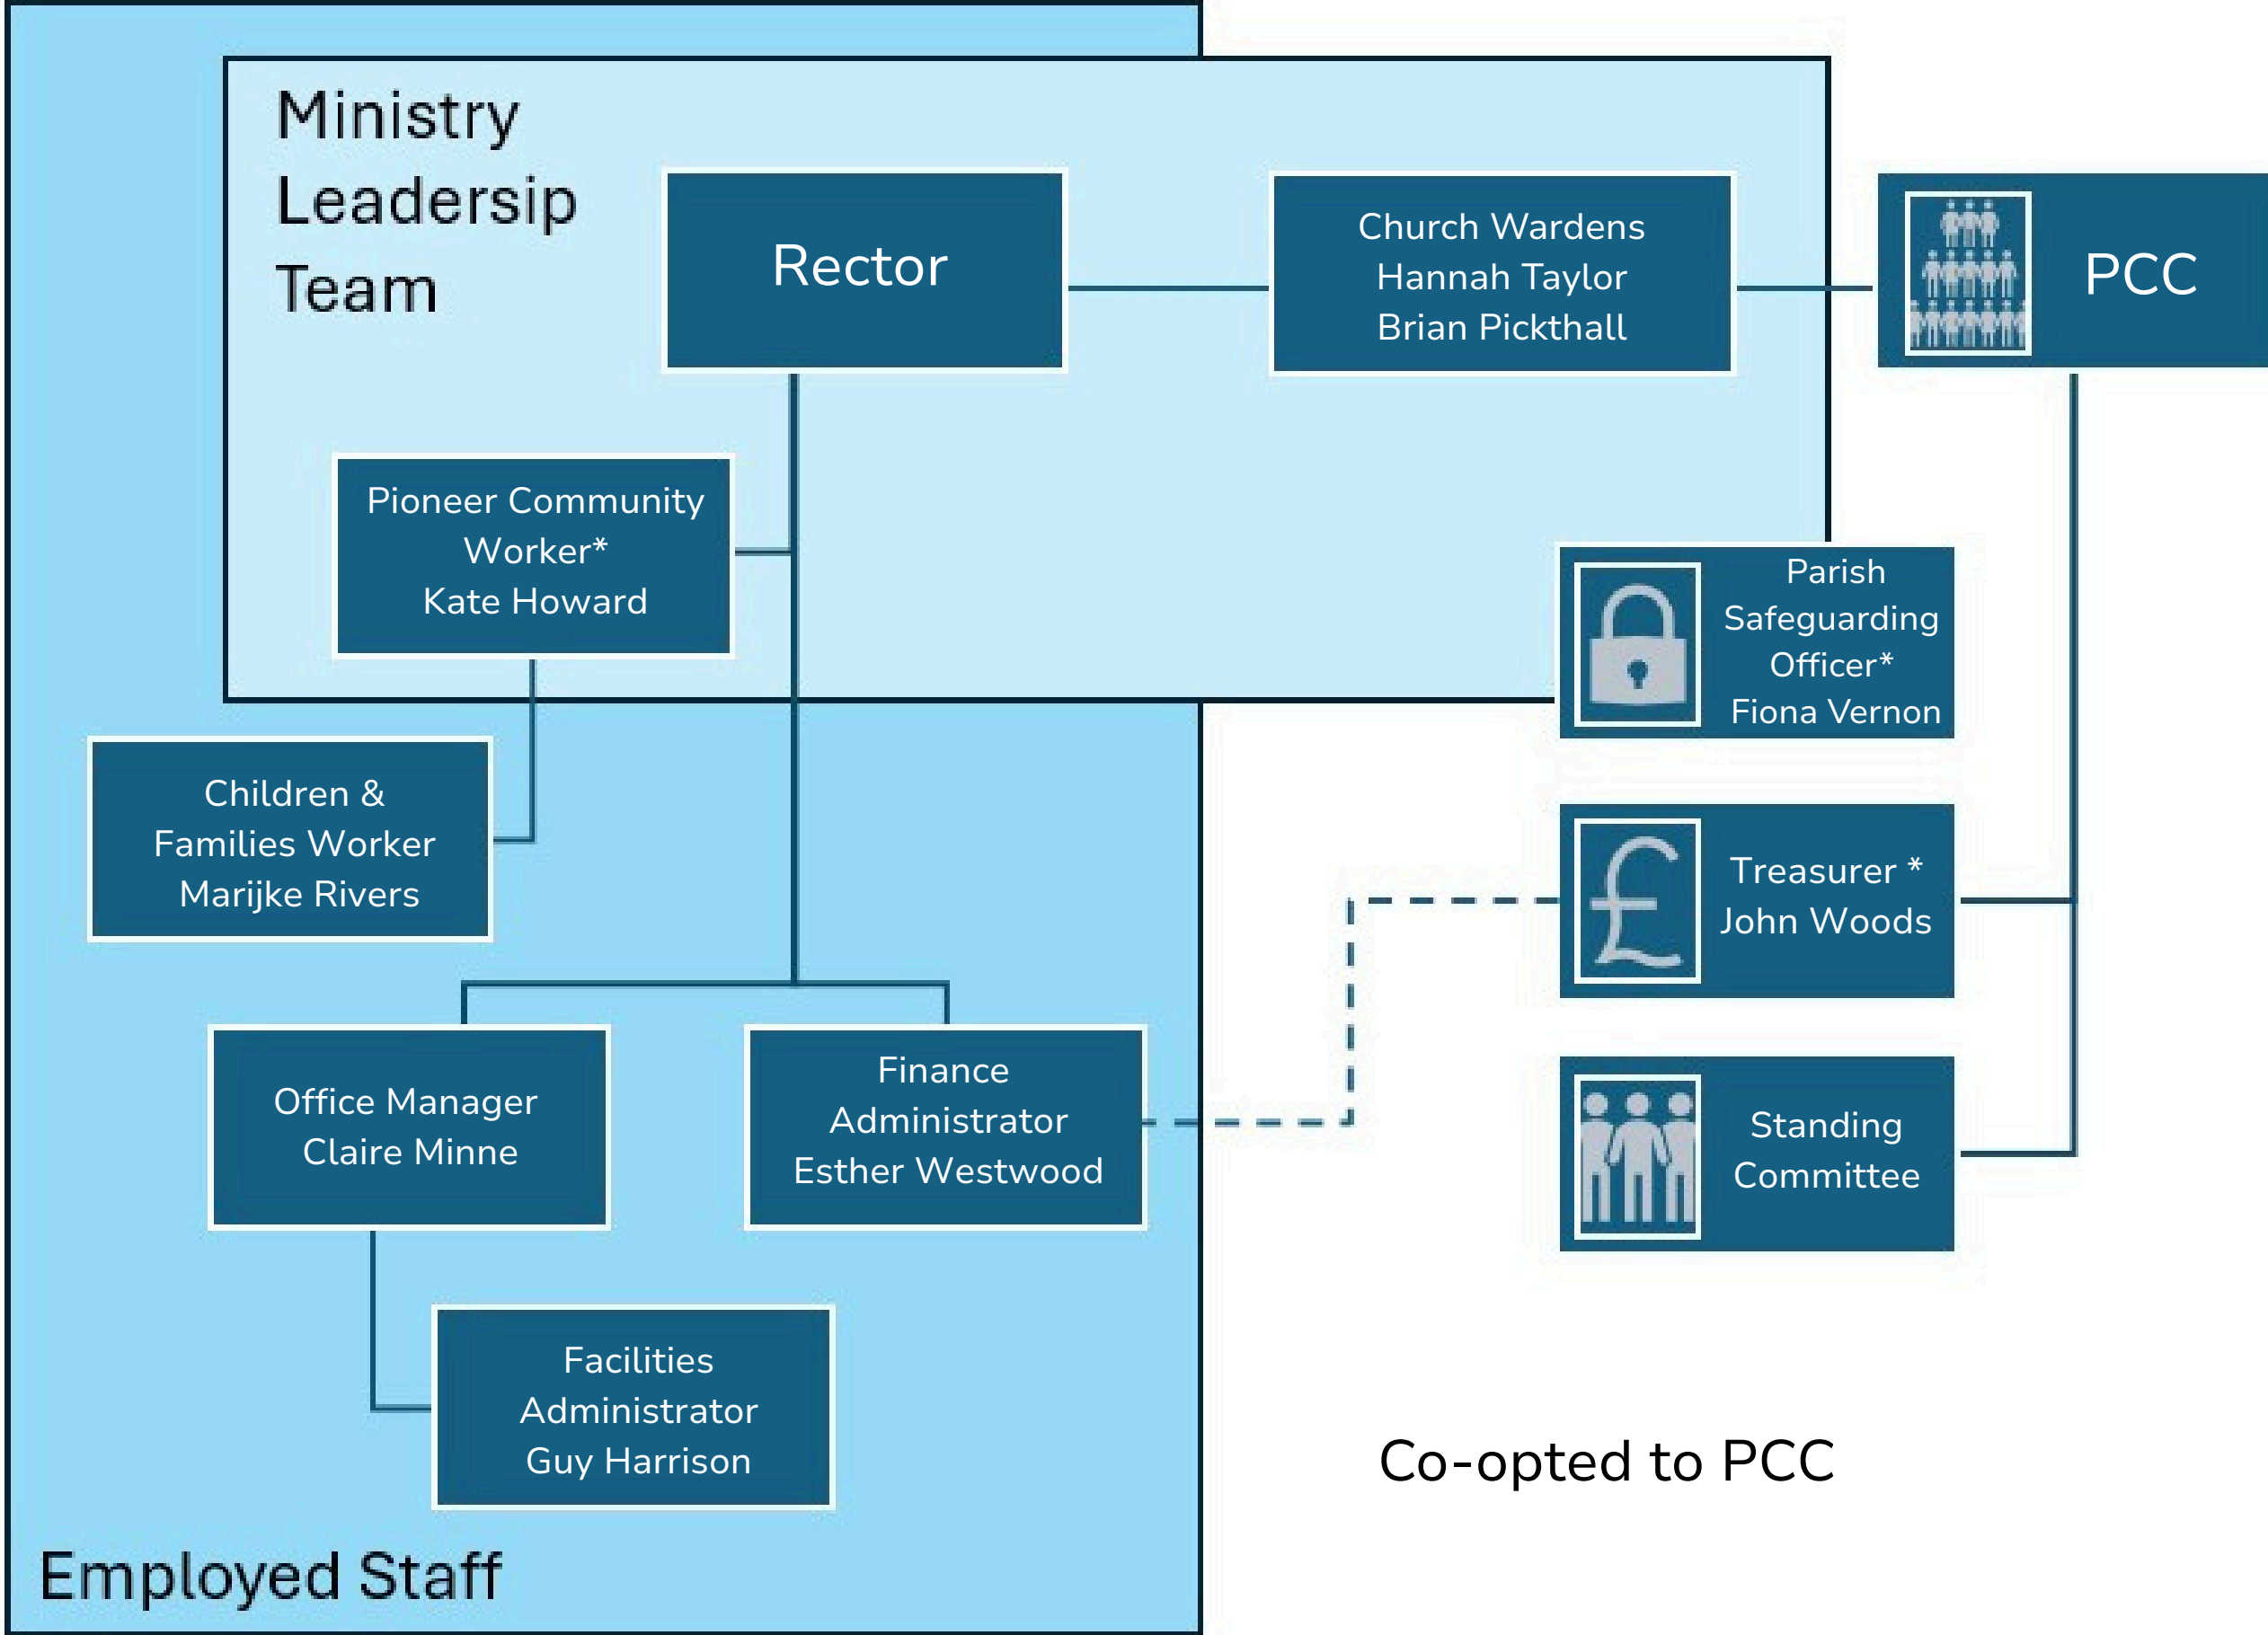 Ministry
Leadersip
Team
Rector
Church Wardens
Hannah Taylor
Brian Pickthall
PCC
Pioneer Community
Worker*
Kate Howard
Parish
Safeguarding
Officer*
Fiona Vernon
Children &
Families Worker
Marijke Rivers
£
Treasurer *
John Woods
Office Manager
Claire Minne
Finance
Administrator
Esther Westwood
Standing
Committee
Facilities
Administrator
Guy Harrison
Co-opted to PCC
Employed Staff